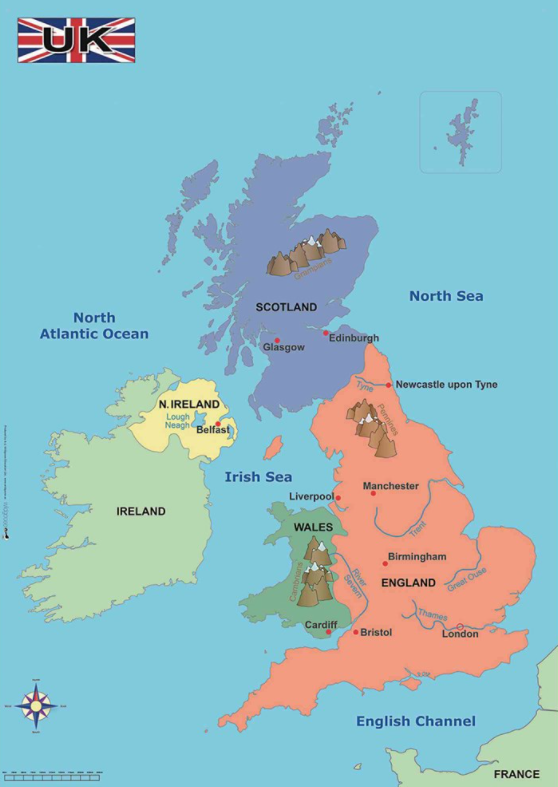 UK
North
Atlantic Ocean
North Sea
Grampians
SCOTLAND
Glasgow
Edinburgh
Tyne
Newcastle upon Tyne
N.IRELAND
Lough
Neagh
Belfast
Pennines
Irish Sea
Liverpool
Manchester
IRELAND
WALES
Trent
Birmingham
ENGLAND
Great Ouse
Cambrians
River
Severn
Thames
London
Cardiff
Bristol
English Channel
FRANCE